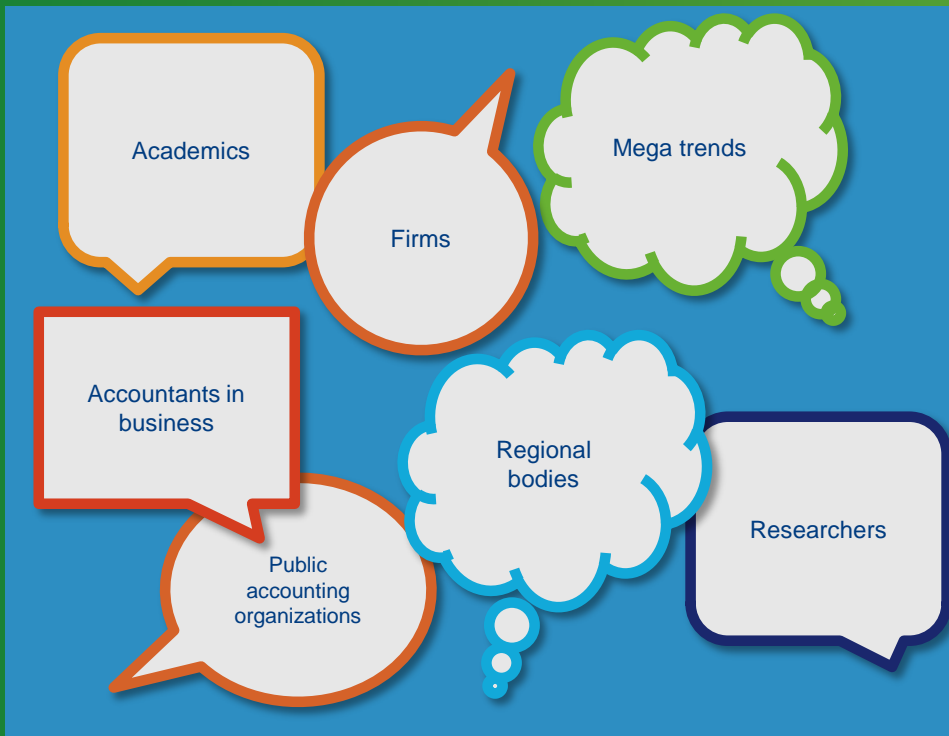 Academics
Mega trends
Firms
Accountants in
business
Regional
bodies
Researchers
Public
accounting
organizations